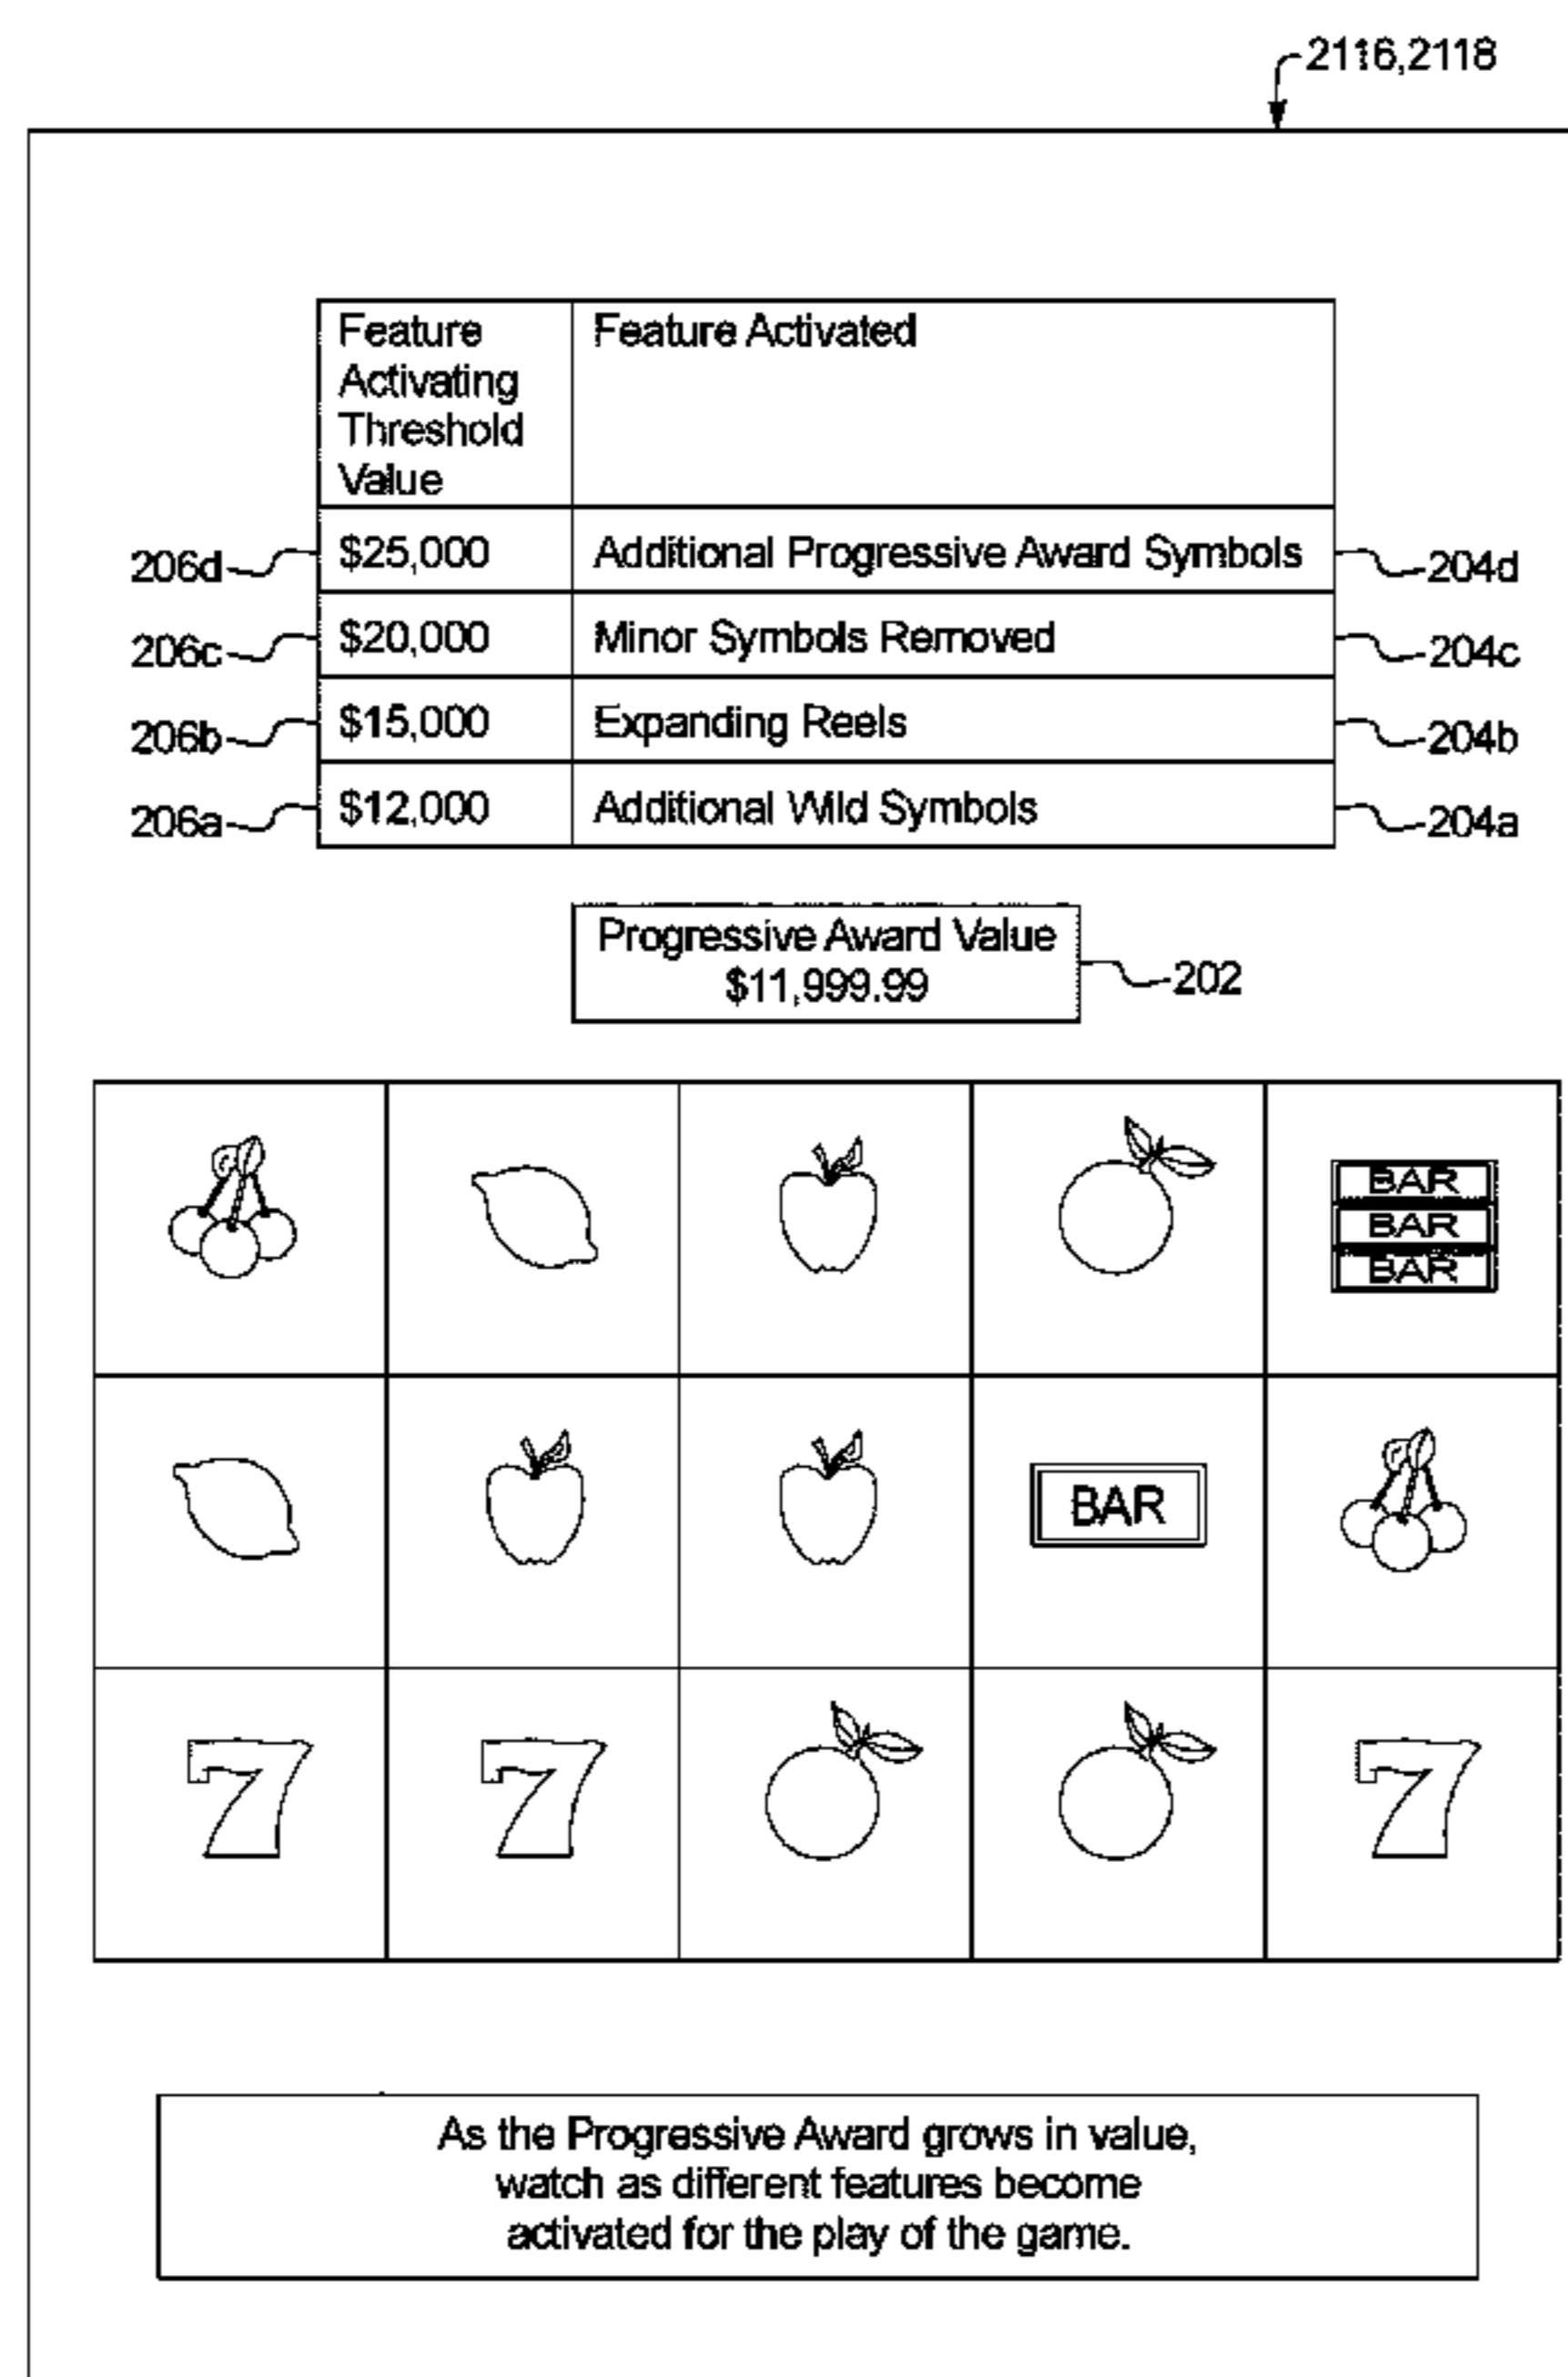 2116,2118
Feature
Activating
Threshold
Value
Feature Activated
206d $25,000 Additional Progressive Award Symbols 204d
206c $20,000 Minor Symbols Removed 204c
206b $15,000 Expanding Reels 204b
206a $12,000 Additional Wild Symbols 204a
Progressive Award Value
$11,999.99
202
BAR
BAR
BAR
BAR
7 7 7
As the Progressive Award grows in value,
watch as different features become
activated for the play of the game.